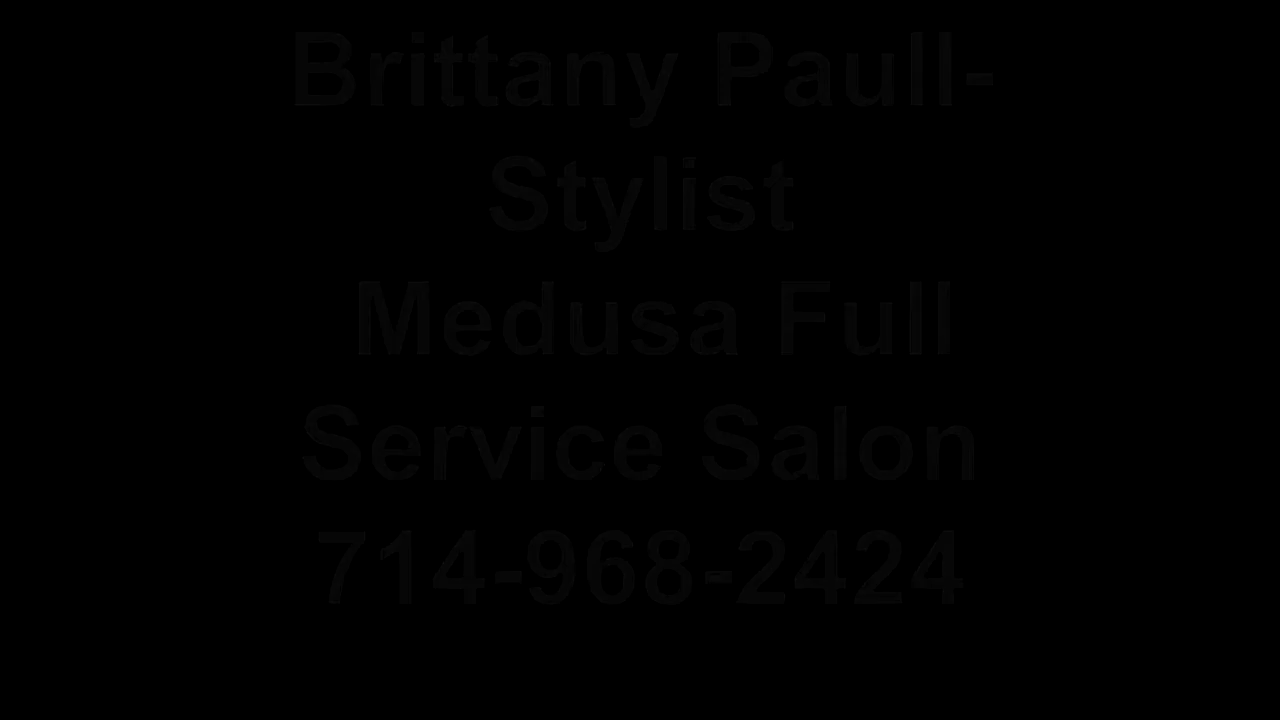 Brittany Paull-
Stylist
Medusa Full
Service Salon
714-968-2424